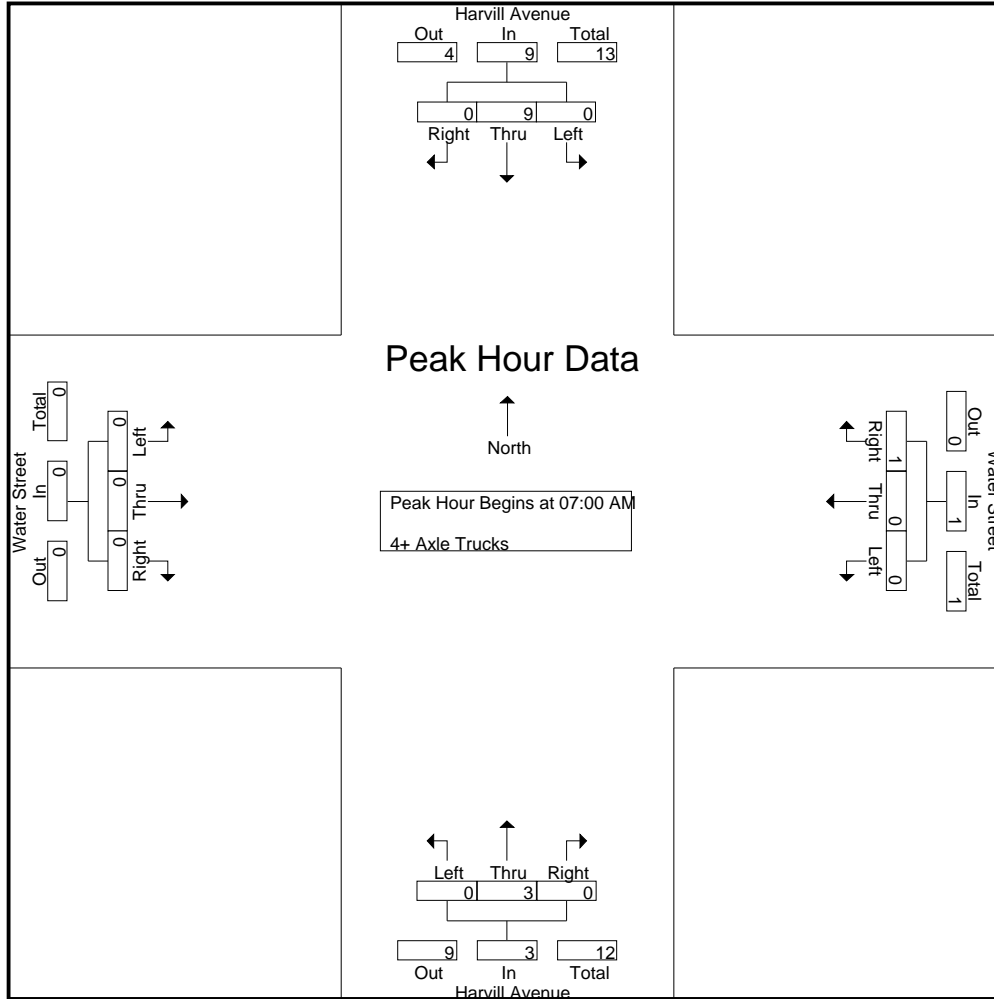 Harvill Avenue
Out In Total
4 9 13
0 9 0
Right Thru Left
Peak Hour Data
North
Peak Hour Begins at 07:00 AM
4+ Axle Trucks
Water Street
Out In Total
0 0 0
Left Thru Right
0 0 0
Water Street
Out In Total
0 1 1
Right Thru Left
1 0 0
Left Thru Right
0 3 0
9 3 12
Out In Total
Harvill Avenue